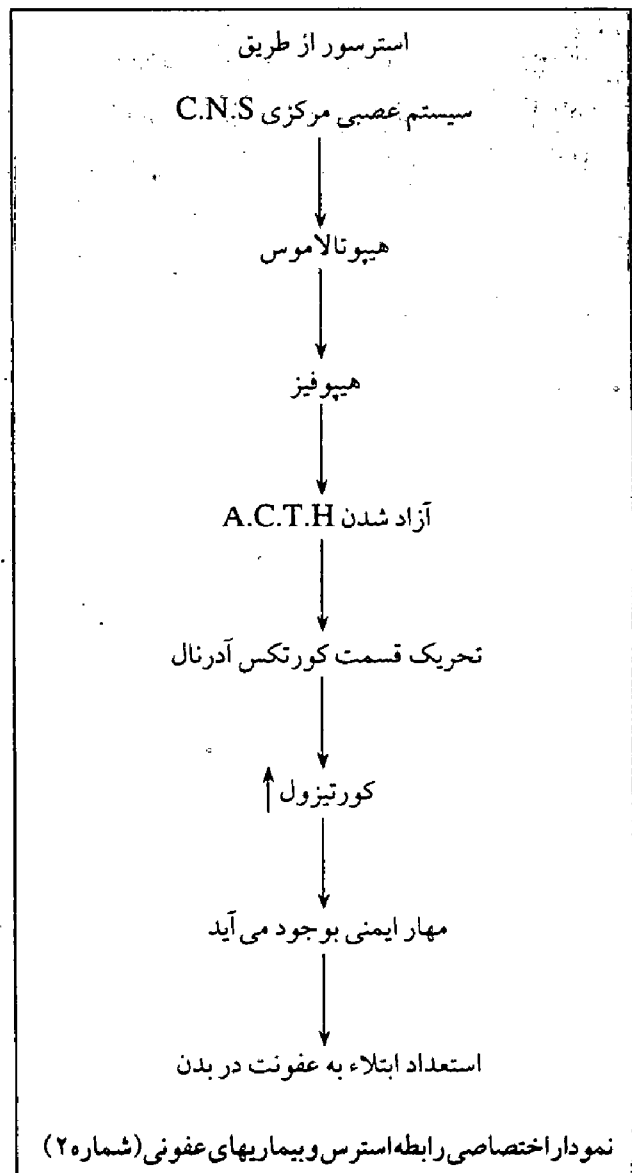 استرسور از طریق
سیستم عصبی مرکزی C.N.S
هیپوتالاموس
هیپوفیز
آزاد شدن A.C.T.H
تحریک قسمت کورتکس آدرنال
کورتیزول
مهار ایمنی بوجود می‌آید
استعداد ابتلاء به عفونت در بدن
نمودار اختصاصی رابطه استرس و بیماریهای عفونی (شماره ۲)